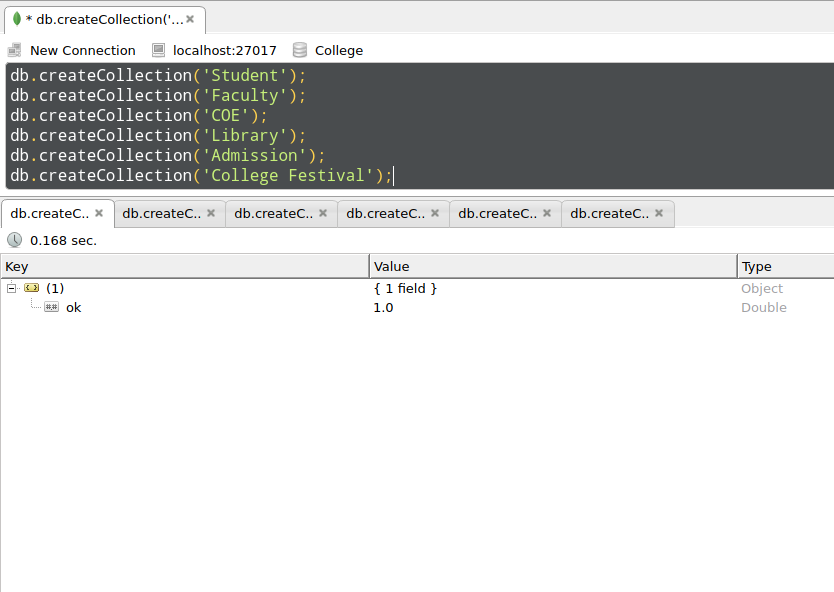 * db.createCollection('...
New Connection localhost:27017 College
db.createCollection('Student');
db.createCollection('Faculty');
db.createCollection('COE');
db.createCollection('Library');
db.createCollection('Admission');
db.createCollection('College Festival');
db.createC.. db.createC.. db.createC.. db.createC.. db.createC.. db.createC..
0.168 sec.
Key Value Type
(1) { 1 field } Object
ok 1.0 Double